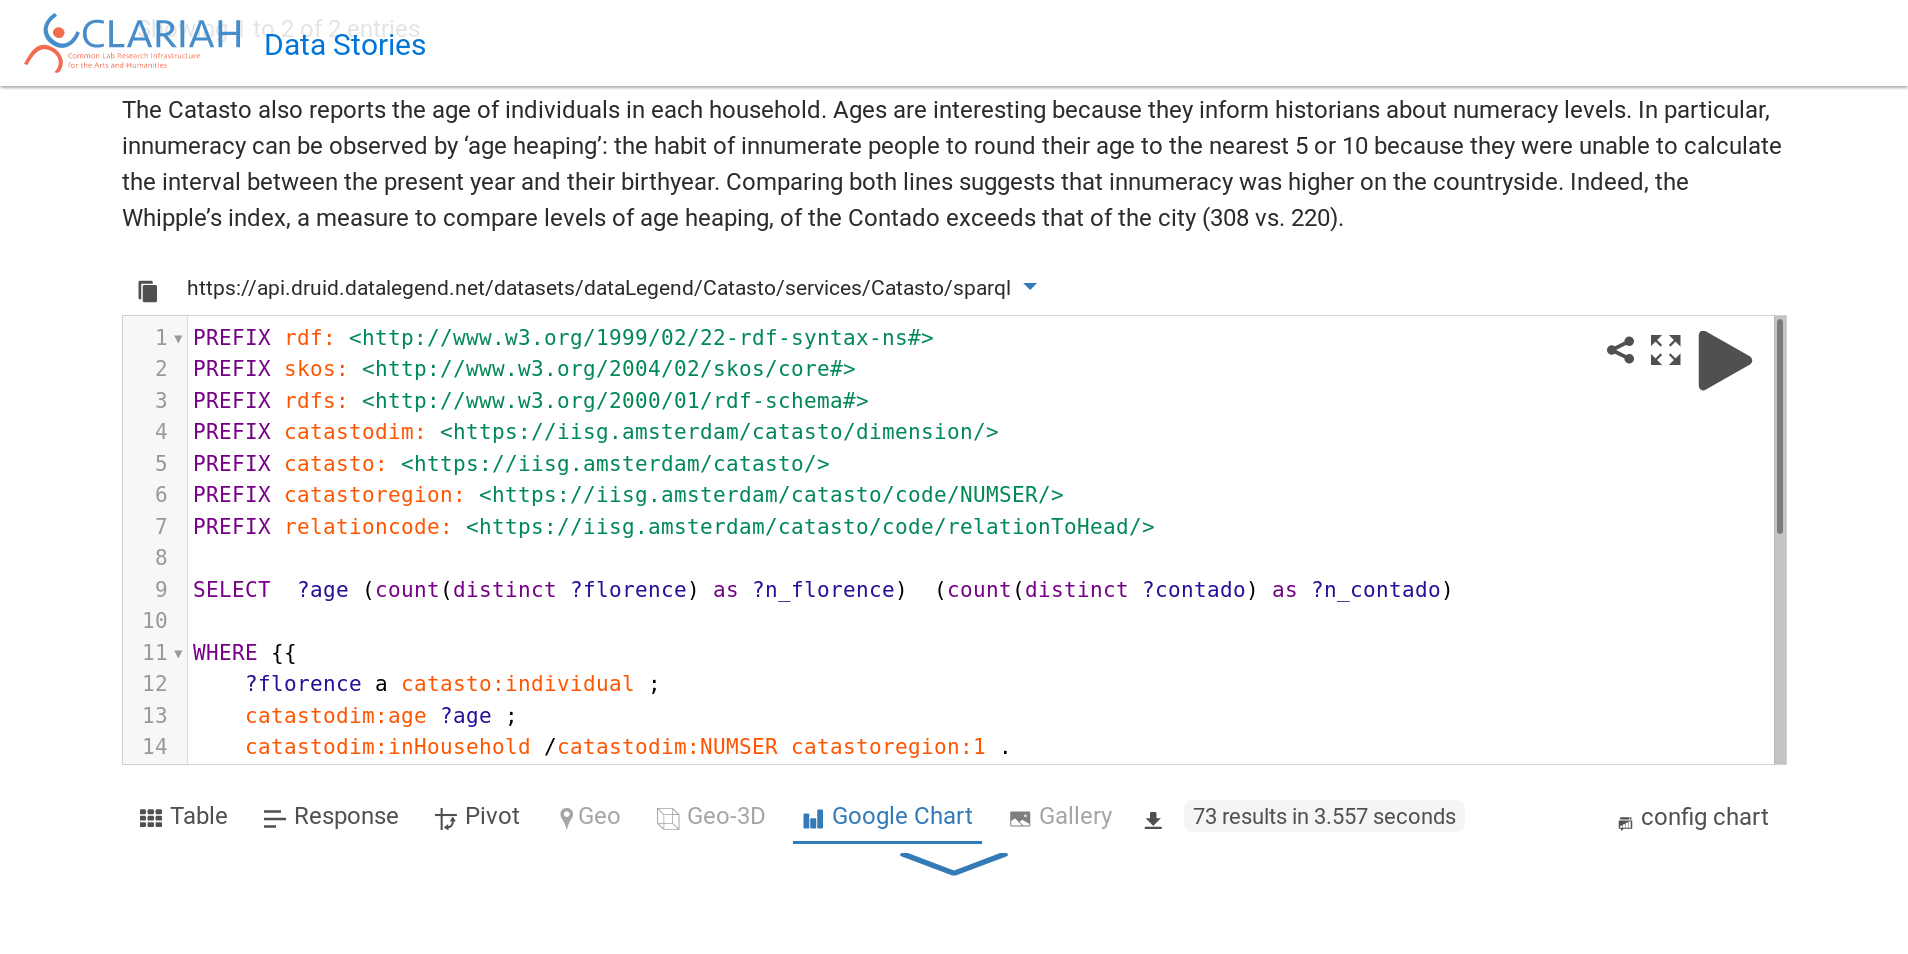 Showing 1 to 2 of 2 entries
CLARIAH
Common Lab Research Infrastructure
for the Arts and Humanities
Data Stories
The Catasto also reports the age of individuals in each household. Ages are interesting because they inform historians about numeracy levels. In particular,
innumeracy can be observed by ‘age heaping’: the habit of innumerate people to round their age to the nearest 5 or 10 because they were unable to calculate
the interval between the present year and their birthyear. Comparing both lines suggests that innumeracy was higher on the countryside. Indeed, the
Whipple’s index, a measure to compare levels of age heaping, of the Contado exceeds that of the city (308 vs. 220).
https://api.druid.datalegend.net/datasets/dataLegend/Catasto/services/Catasto/sparql
1 PREFIX rdf: <http://www.w3.org/1999/02/22-rdf-syntax-ns#>
2 PREFIX skos: <http://www.w3.org/2004/02/skos/core#>
3 PREFIX rdfs: <http://www.w3.org/2000/01/rdf-schema#>
4 PREFIX catastodim: <https://iisg.amsterdam/catasto/dimension/>
5 PREFIX catasto: <https://iisg.amsterdam/catasto/>
6 PREFIX catastoregion: <https://iisg.amsterdam/catasto/code/NUMSER/>
7 PREFIX relationcode: <https://iisg.amsterdam/catasto/code/relationToHead/>
8
9 SELECT  ?age (count(distinct ?florence) as ?n_florence)  (count(distinct ?contado) as ?n_contado)
10
11 WHERE {{
12     ?florence a catasto:individual ;
13     catastodim:age ?age ;
14     catastodim:inHousehold /catastodim:NUMSER catastoregion:1 .
Table Response Pivot Geo Geo-3D Google Chart Gallery 73 results in 3.557 seconds config chart